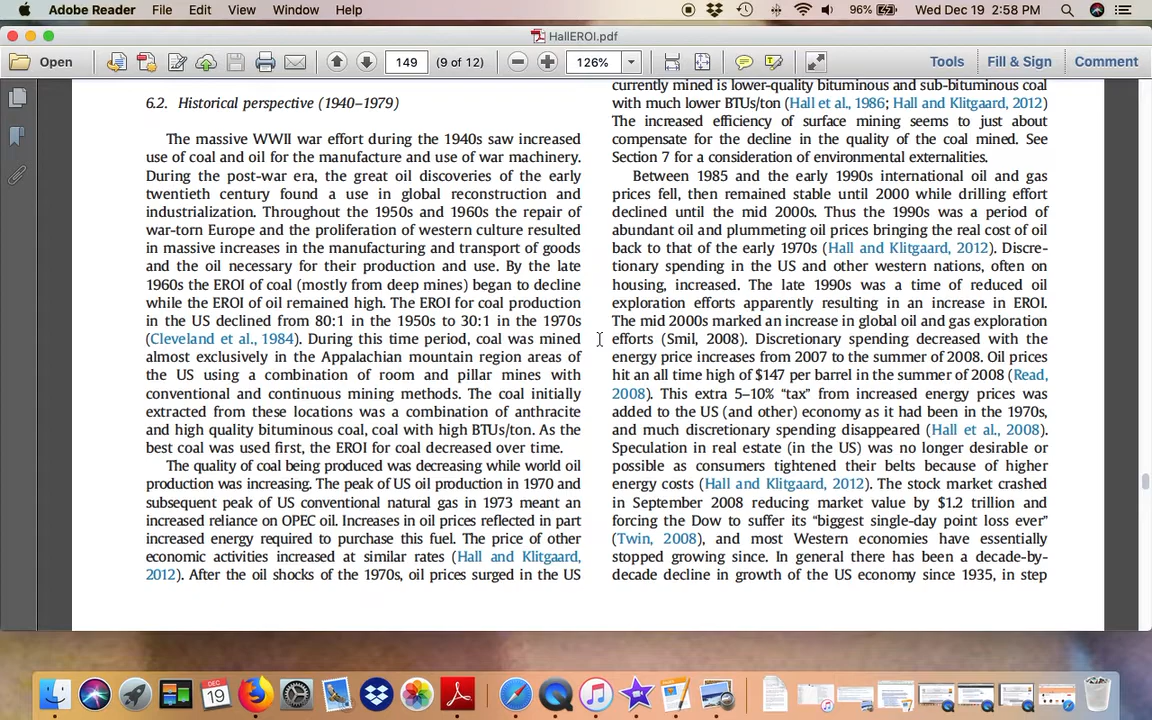 Adobe Reader File Edit View Window Help 96% Wed Dec 19 2:58 PM
HallEROI.pdf
Open 149 (9 of 12) 126% Tools Fill & Sign Comment
6.2. Historical perspective (1940–1979)
The massive WWII war effort during the 1940s saw increased
use of coal and oil for the manufacture and use of war machinery.
During the post-war era, the great oil discoveries of the early
twentieth century found a use in global reconstruction and
industrialization. Throughout the 1950s and 1960s the repair of
war-torn Europe and the proliferation of western culture resulted
in massive increases in the manufacturing and transport of goods
and the oil necessary for their production and use. By the late
1960s the EROI of coal (mostly from deep mines) began to decline
while the EROI of oil remained high. The EROI for coal production
in the US declined from 80:1 in the 1950s to 30:1 in the 1970s
(Cleveland et al., 1984). During this time period, coal was mined
almost exclusively in the Appalachian mountain region areas of
the US using a combination of room and pillar mines with
conventional and continuous mining methods. The coal initially
extracted from these locations was a combination of anthracite
and high quality bituminous coal, coal with high BTUs/ton. As the
best coal was used first, the EROI for coal decreased over time.
The quality of coal being produced was decreasing while world oil
production was increasing. The peak of US oil production in 1970 and
subsequent peak of US conventional natural gas in 1973 meant an
increased reliance on OPEC oil. Increases in oil prices reflected in part
increased energy required to purchase this fuel. The price of other
economic activities increased at similar rates (Hall and Klitgaard,
2012). After the oil shocks of the 1970s, oil prices surged in the US
currently mined is lower-quality bituminous and sub-bituminous coal
with much lower BTUs/ton (Hall et al., 1986; Hall and Klitgaard, 2012)
The increased efficiency of surface mining seems to just about
compensate for the decline in the quality of the coal mined. See
Section 7 for a consideration of environmental externalities.
Between 1985 and the early 1990s international oil and gas
prices fell, then remained stable until 2000 while drilling effort
declined until the mid 2000s. Thus the 1990s was a period of
abundant oil and plummeting oil prices bringing the real cost of oil
back to that of the early 1970s (Hall and Klitgaard, 2012). Discre-
tionary spending in the US and other western nations, often on
housing, increased. The late 1990s was a time of reduced oil
exploration efforts apparently resulting in an increase in EROI.
The mid 2000s marked an increase in global oil and gas exploration
efforts (Smil, 2008). Discretionary spending decreased with the
energy price increases from 2007 to the summer of 2008. Oil prices
hit an all time high of $147 per barrel in the summer of 2008 (Read,
2008). This extra 5–10% “tax” from increased energy prices was
added to the US (and other) economy as it had been in the 1970s,
and much discretionary spending disappeared (Hall et al., 2008).
Speculation in real estate (in the US) was no longer desirable or
possible as consumers tightened their belts because of higher
energy costs (Hall and Klitgaard, 2012). The stock market crashed
in September 2008 reducing market value by $1.2 trillion and
forcing the Dow to suffer its “biggest single-day point loss ever”
(Twin, 2008), and most Western economies have essentially
stopped growing since. In general there has been a decade-by-
decade decline in growth of the US economy since 1935, in step
DEC
19